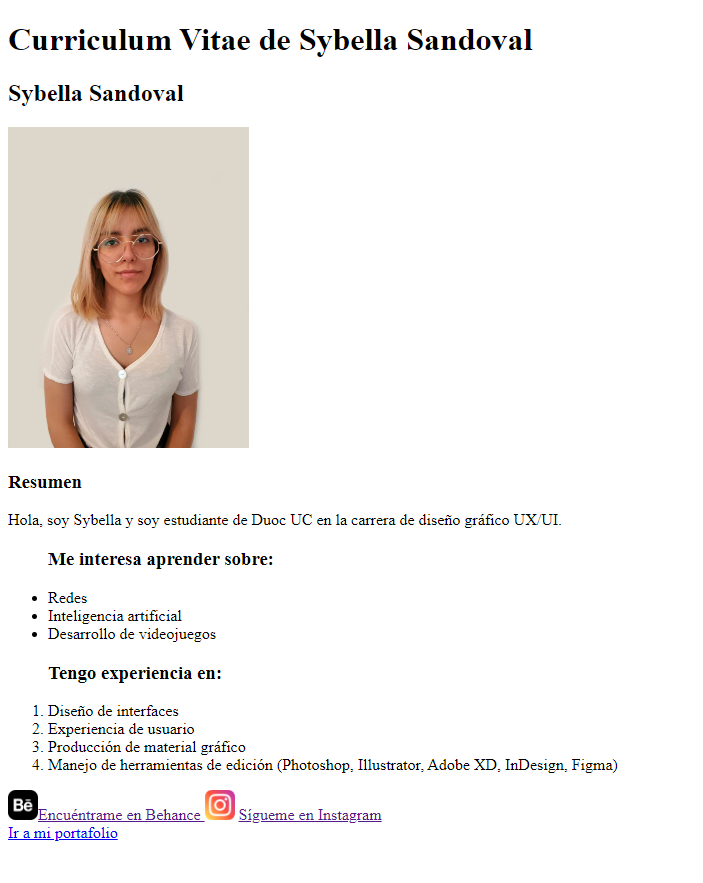 Curriculum Vitae de Sybella Sandoval
Sybella Sandoval
Resumen
Hola, soy Sybella y soy estudiante de Duoc UC en la carrera de diseño gráfico UX/UI.
Me interesa aprender sobre:
• Redes
• Inteligencia artificial
• Desarrollo de videojuegos
Tengo experiencia en:
1. Diseño de interfaces
2. Experiencia de usuario
3. Producción de material gráfico
4. Manejo de herramientas de edición (Photoshop, Illustrator, Adobe XD, InDesign, Figma)
Bē Encuéntrame en Behance Sígueme en Instagram
Ir a mi portafolio